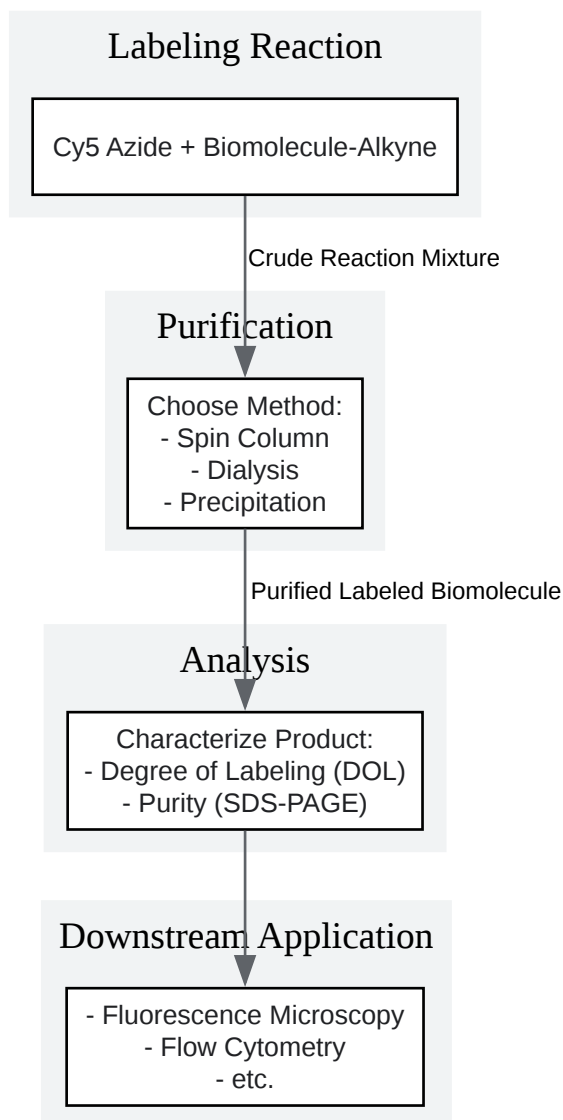 Labeling Reaction
Cy5 Azide + Biomolecule-Alkyne
Crude Reaction Mixture
Purification
Choose Method:
- Spin Column
- Dialysis
- Precipitation
Purified Labeled Biomolecule
Analysis
Characterize Product:
- Degree of Labeling (DOL)
- Purity (SDS-PAGE)
Downstream Application
- Fluorescence Microscopy
- Flow Cytometry
- etc.